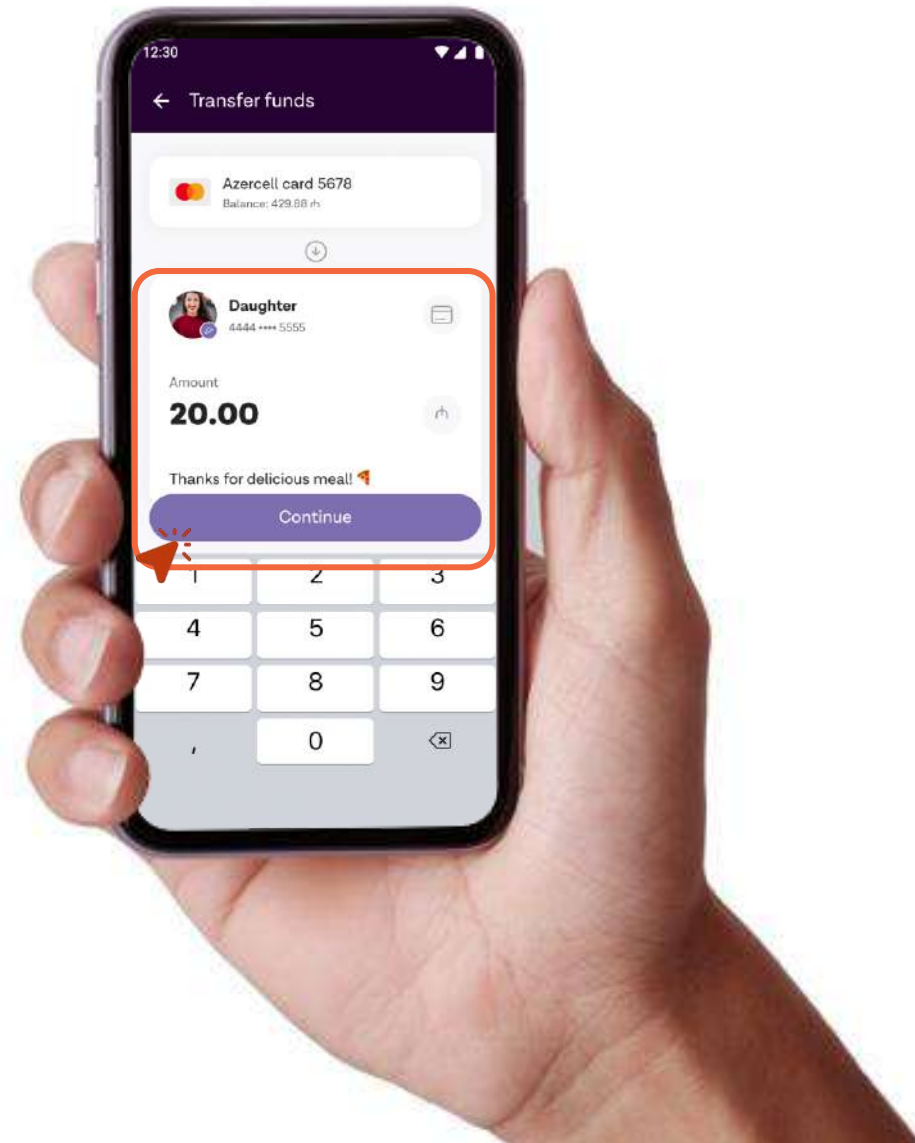 12:30
Transfer funds
Azercell card 5678
Balance: 429.88 ₼
Daughter
4444 •••• 5555
Amount
20.00
₼
Thanks for delicious meal! 🍕
Continue
1 2 3
4 5 6
7 8 9
, 0